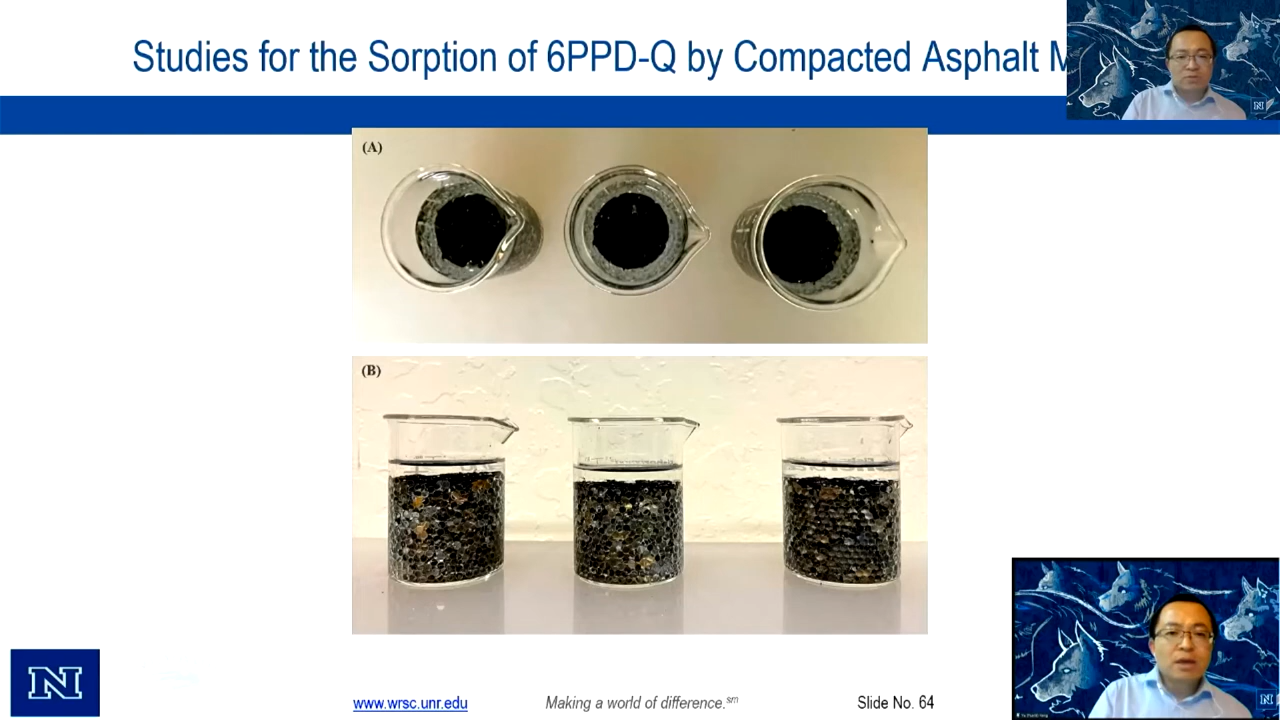 Studies for the Sorption of 6PPD-Q by Compacted Asphalt M
N
(A)
(B)
N
N
www.wrsc.unr.edu
Making a world of difference.sm
Slide No. 64
N